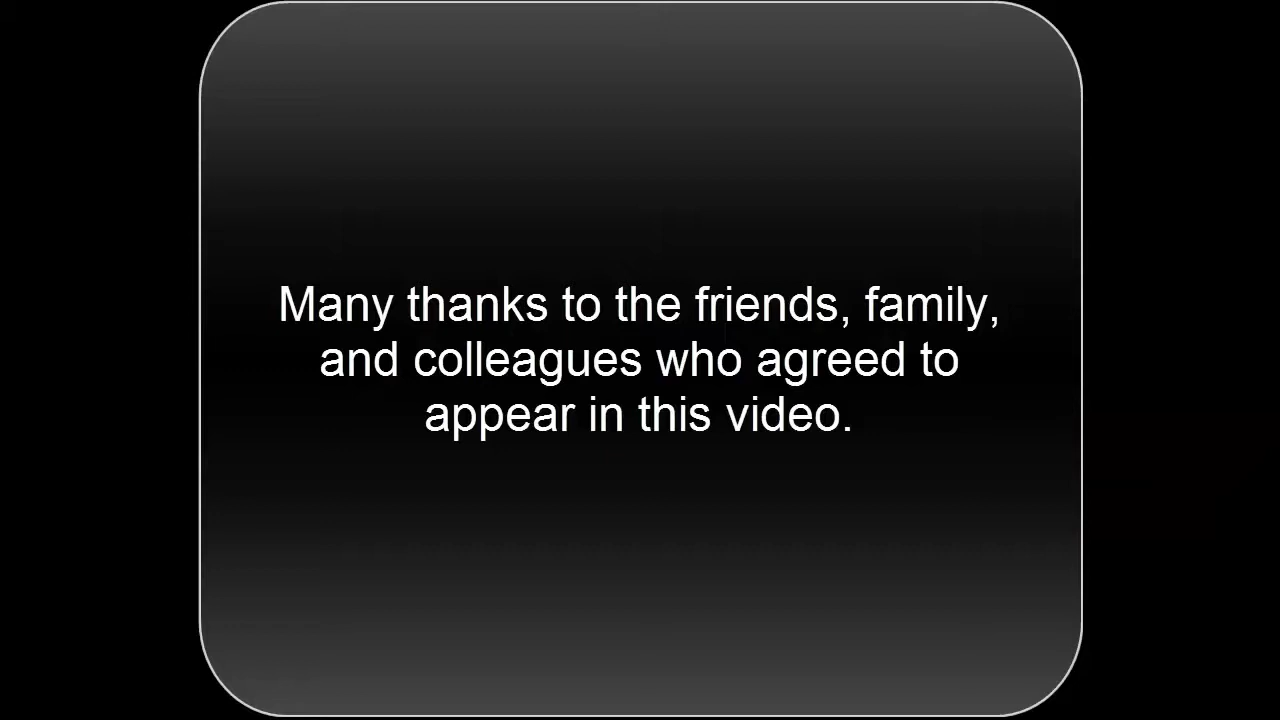 Many thanks to the friends, family,
and colleagues who agreed to
appear in this video.